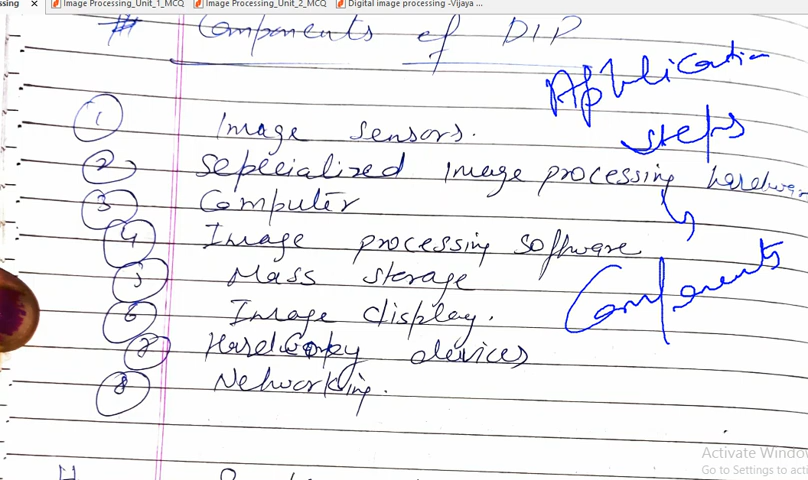 Image Processing_Unit_1_MCQ
Image Processing_Unit_2_MCQ
Digital image processing -Vijaya ...
# Components of DIP
Application
steps
Components
1 Image sensors.
2 Sepecialized image processing hardwar
3 Computer
4 Image processing software
5 Mass storage
6 Image display.
7 Hardcopy devices
8 Networking.
Activate Window
Go to Settings to acti